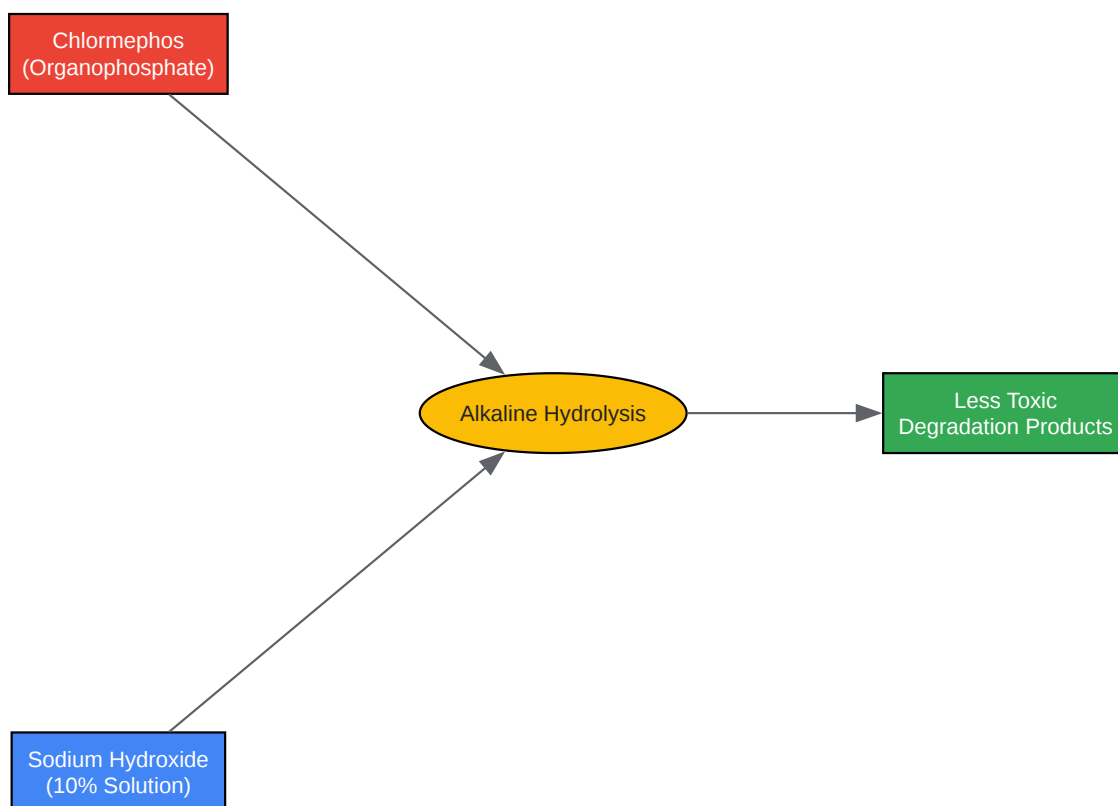 Chlormephos
(Organophosphate)
Alkaline Hydrolysis
Less Toxic
Degradation Products
Sodium Hydroxide
(10% Solution)